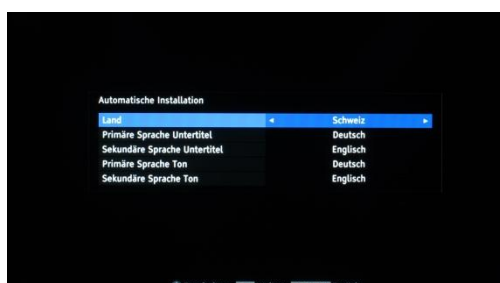 Automatische Installation
Land ◄ Schweiz ►
Primäre Sprache Untertitel Deutsch
Sekundäre Sprache Untertitel Englisch
Primäre Sprache Ton Deutsch
Sekundäre Sprache Ton Englisch